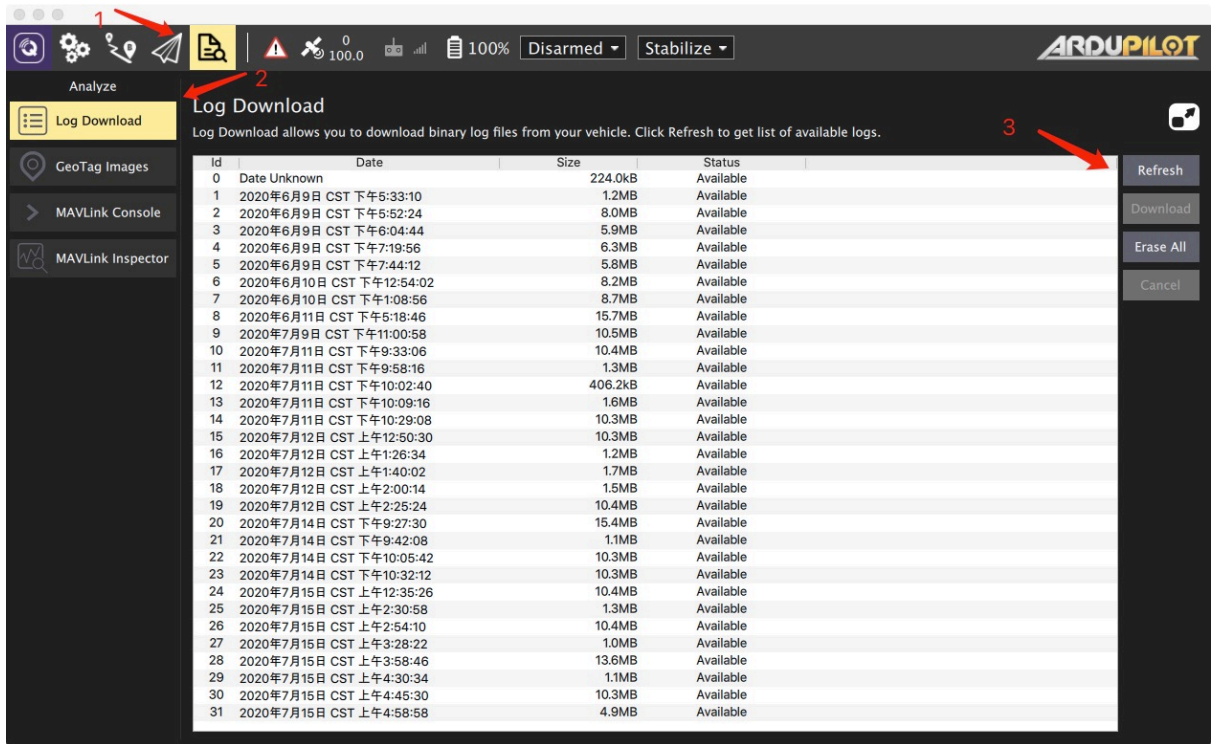 1
0
100.0
100% Disarmed Stabilize
ARDUPILOT
Analyze
2
Log Download
Log Download
Log Download allows you to download binary log files from your vehicle. Click Refresh to get list of available logs.
3
GeoTag Images
MAVLink Console
MAVLink Inspector
Id Date Size Status
0 Date Unknown 224.0kB Available
1 2020年6月9日 CST 下午5:33:10 1.2MB Available
2 2020年6月9日 CST 下午5:52:24 8.0MB Available
3 2020年6月9日 CST 下午6:04:44 5.9MB Available
4 2020年6月9日 CST 下午7:19:56 6.3MB Available
5 2020年6月9日 CST 下午7:44:12 5.8MB Available
6 2020年6月10日 CST 下午12:54:02 8.2MB Available
7 2020年6月10日 CST 下午1:08:56 8.7MB Available
8 2020年6月11日 CST 下午5:18:46 15.7MB Available
9 2020年7月9日 CST 下午11:00:58 10.5MB Available
10 2020年7月11日 CST 下午9:33:06 10.4MB Available
11 2020年7月11日 CST 下午9:58:16 1.3MB Available
12 2020年7月11日 CST 下午10:02:40 406.2kB Available
13 2020年7月11日 CST 下午10:09:16 1.6MB Available
14 2020年7月11日 CST 下午10:29:08 10.3MB Available
15 2020年7月12日 CST 上午12:50:30 10.3MB Available
16 2020年7月12日 CST 上午1:26:34 1.2MB Available
17 2020年7月12日 CST 上午1:40:02 1.7MB Available
18 2020年7月12日 CST 上午2:00:14 1.5MB Available
19 2020年7月12日 CST 上午2:25:24 10.4MB Available
20 2020年7月14日 CST 下午9:27:30 15.4MB Available
21 2020年7月14日 CST 下午9:42:08 1.1MB Available
22 2020年7月14日 CST 下午10:05:42 10.3MB Available
23 2020年7月14日 CST 下午10:32:12 10.3MB Available
24 2020年7月15日 CST 上午12:35:26 10.4MB Available
25 2020年7月15日 CST 上午2:30:58 1.3MB Available
26 2020年7月15日 CST 上午2:54:10 10.4MB Available
27 2020年7月15日 CST 上午3:28:22 1.0MB Available
28 2020年7月15日 CST 上午3:58:46 13.6MB Available
29 2020年7月15日 CST 上午4:30:34 1.1MB Available
30 2020年7月15日 CST 上午4:45:30 10.3MB Available
31 2020年7月15日 CST 上午4:58:58 4.9MB Available
Refresh
Download
Erase All
Cancel